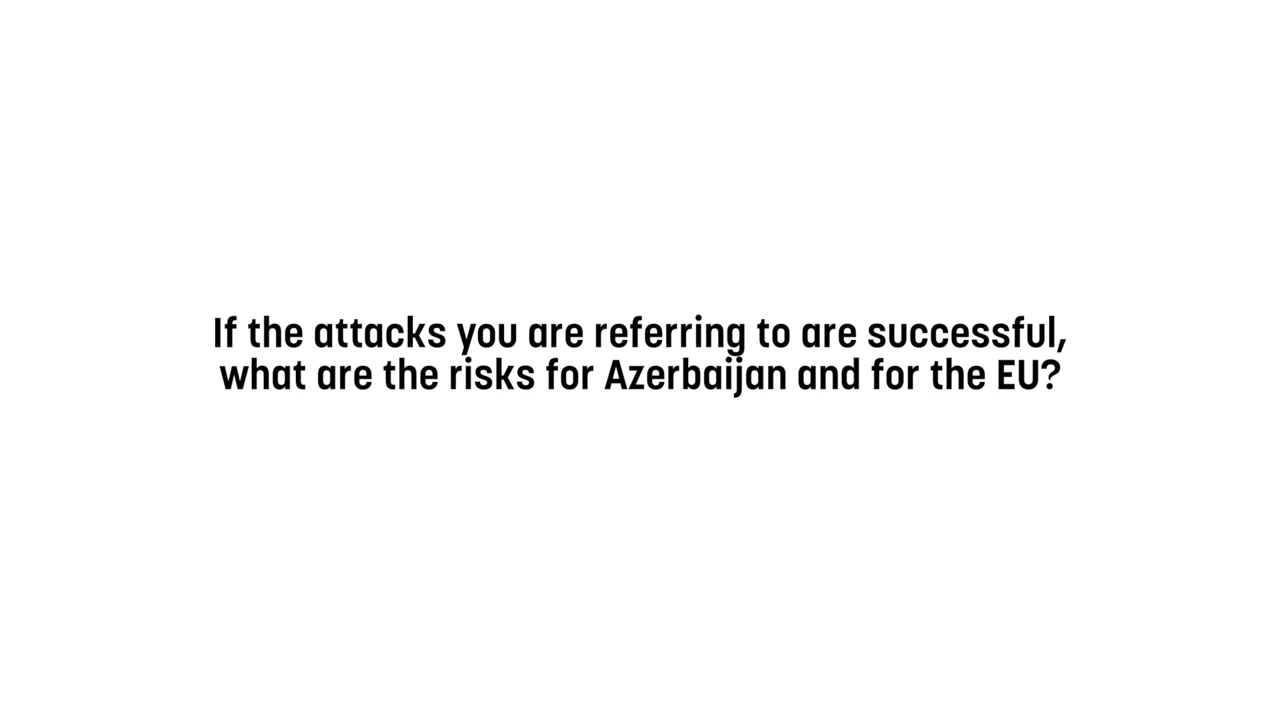 If the attacks you are referring to are successful,
what are the risks for Azerbaijan and for the EU?